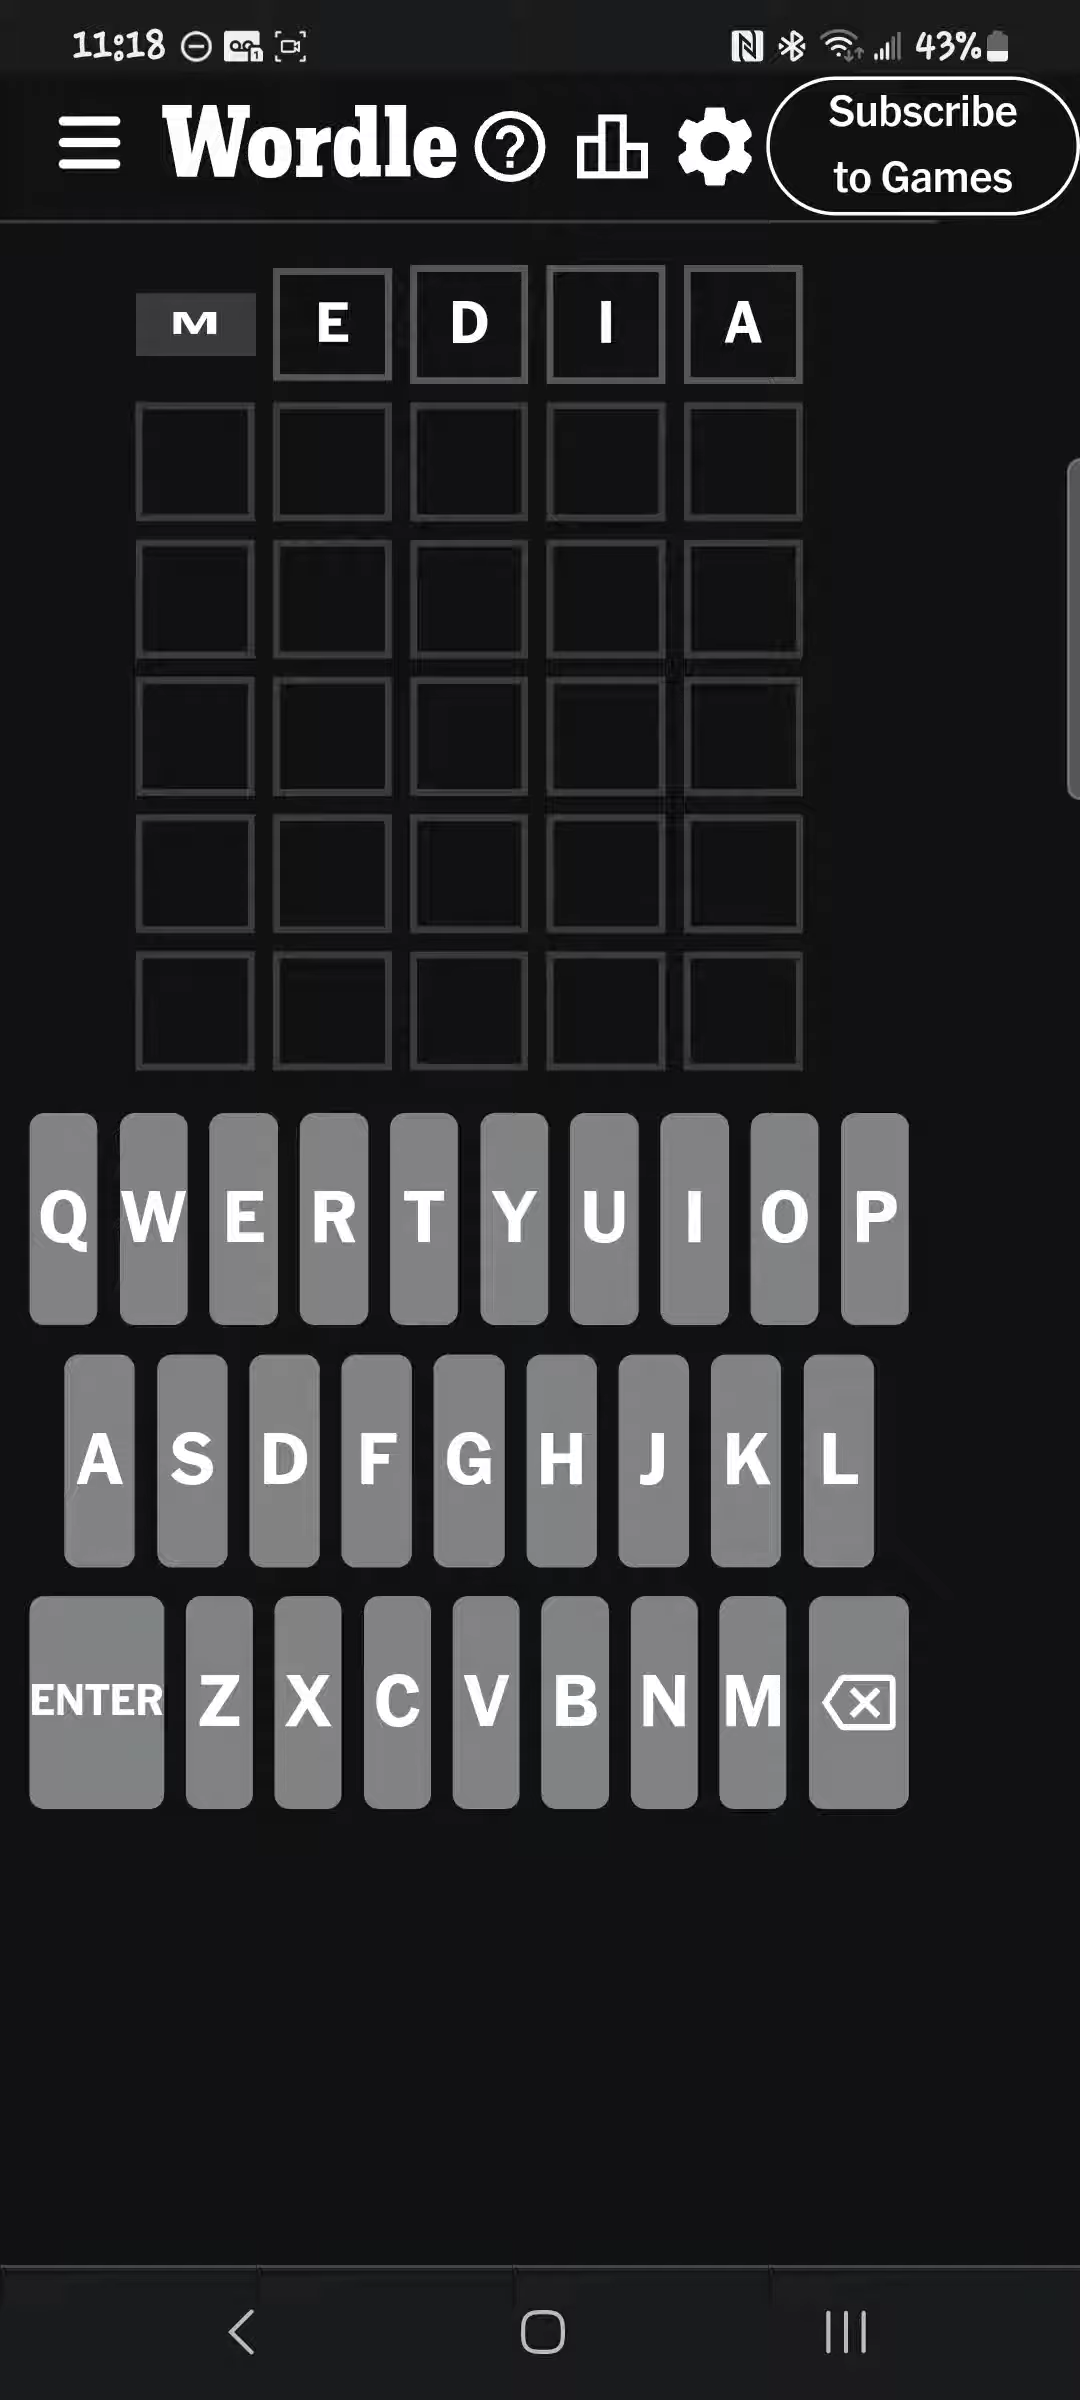 11:18 43%
Wordle ? Subscribe
to Games
M E D I A
Q W E R T Y U I O P
A S D F G H J K L
ENTER Z X C V B N M